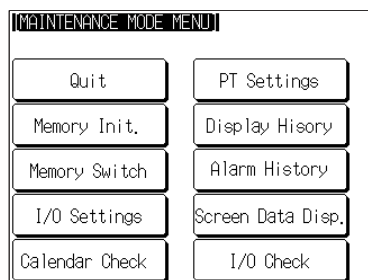 [MAINTENANCE MODE MENU]
Quit
PT Settings
Memory Init.
Display Hisory
Memory Switch
Alarm History
I/O Settings
Screen Data Disp.
Calendar Check
I/O Check